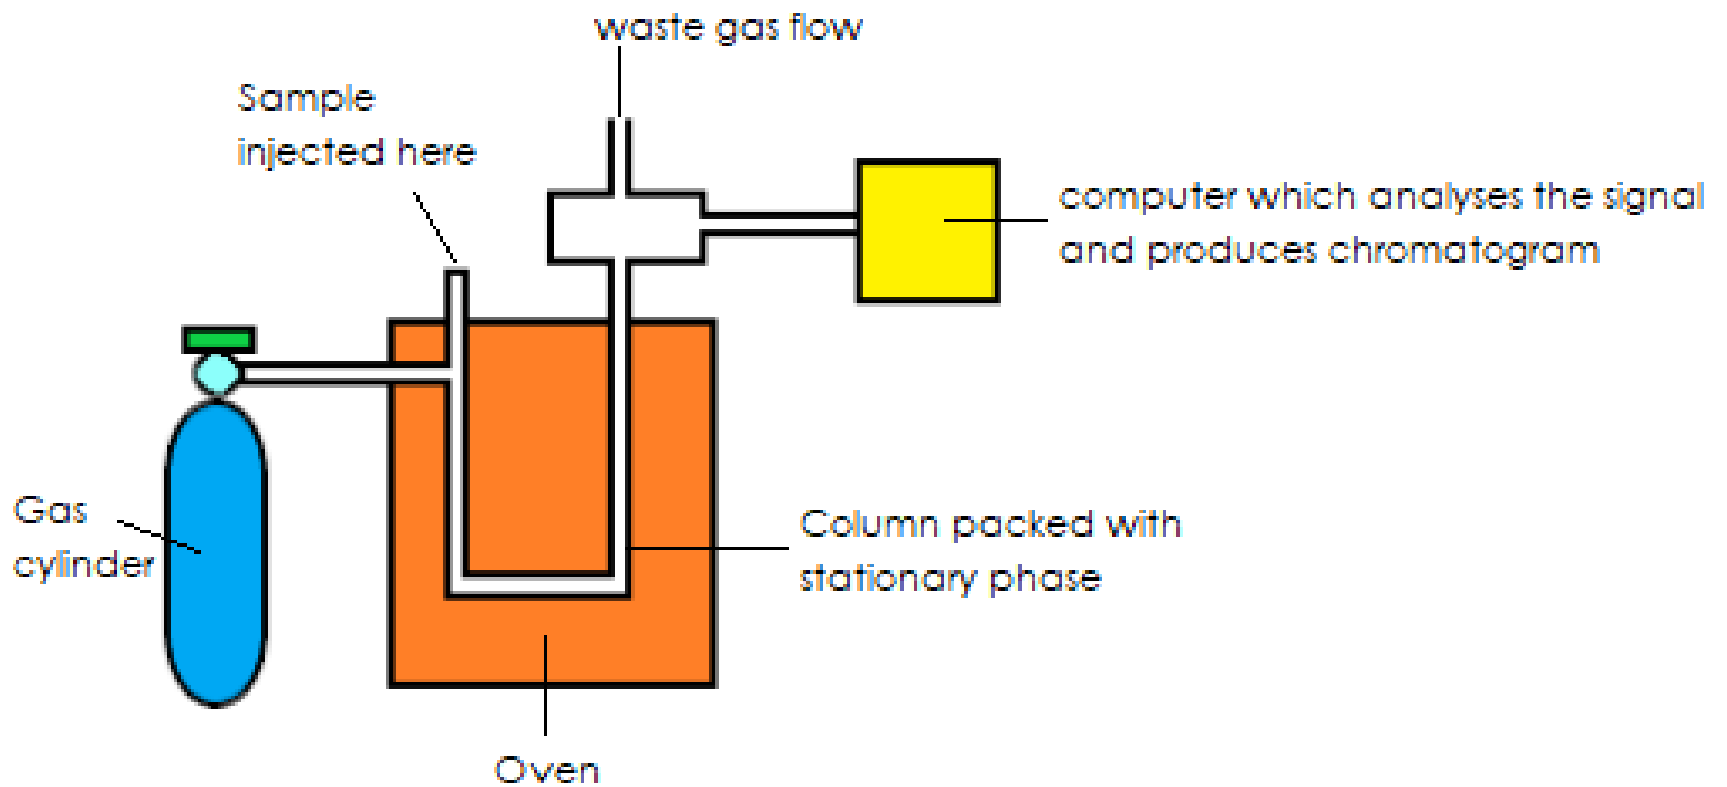 waste gas flow
Sample
injected here
computer which analyses the signal
and produces chromatogram
Gas
cylinder
Column packed with
stationary phase
Oven